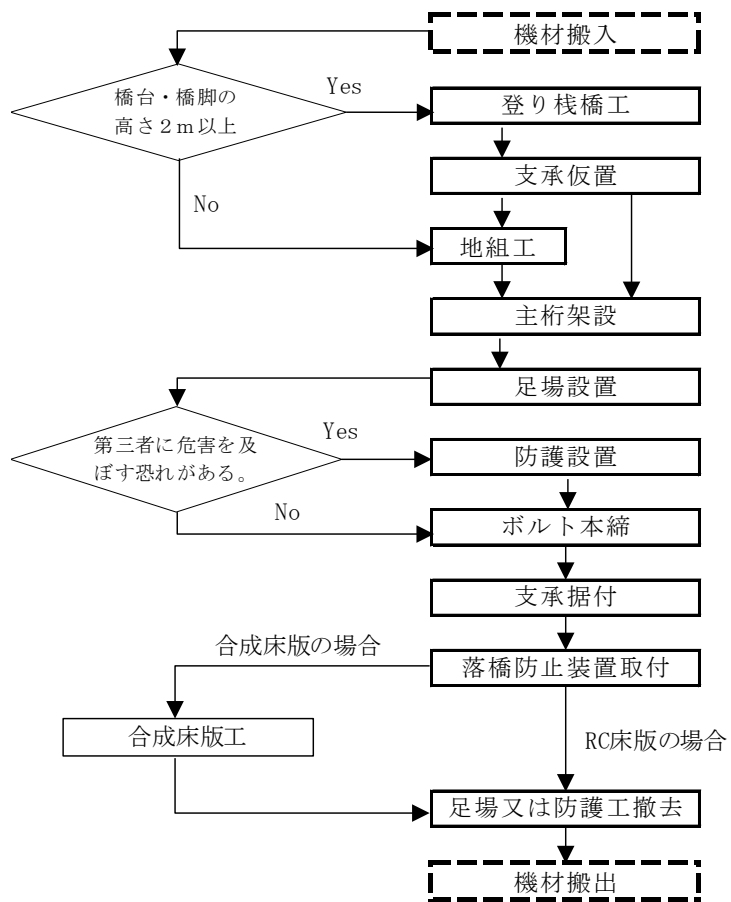 機材搬入
橋台・橋脚の
高さ２ｍ以上
Yes
登り桟橋工
支承仮置
No
地組工
主桁架設
足場設置
第三者に危害を及
ぼす恐れがある。
Yes
防護設置
No
ボルト本締
支承据付
合成床版の場合
落橋防止装置取付
合成床版工
RC床版の場合
足場又は防護工撤去
機材搬出